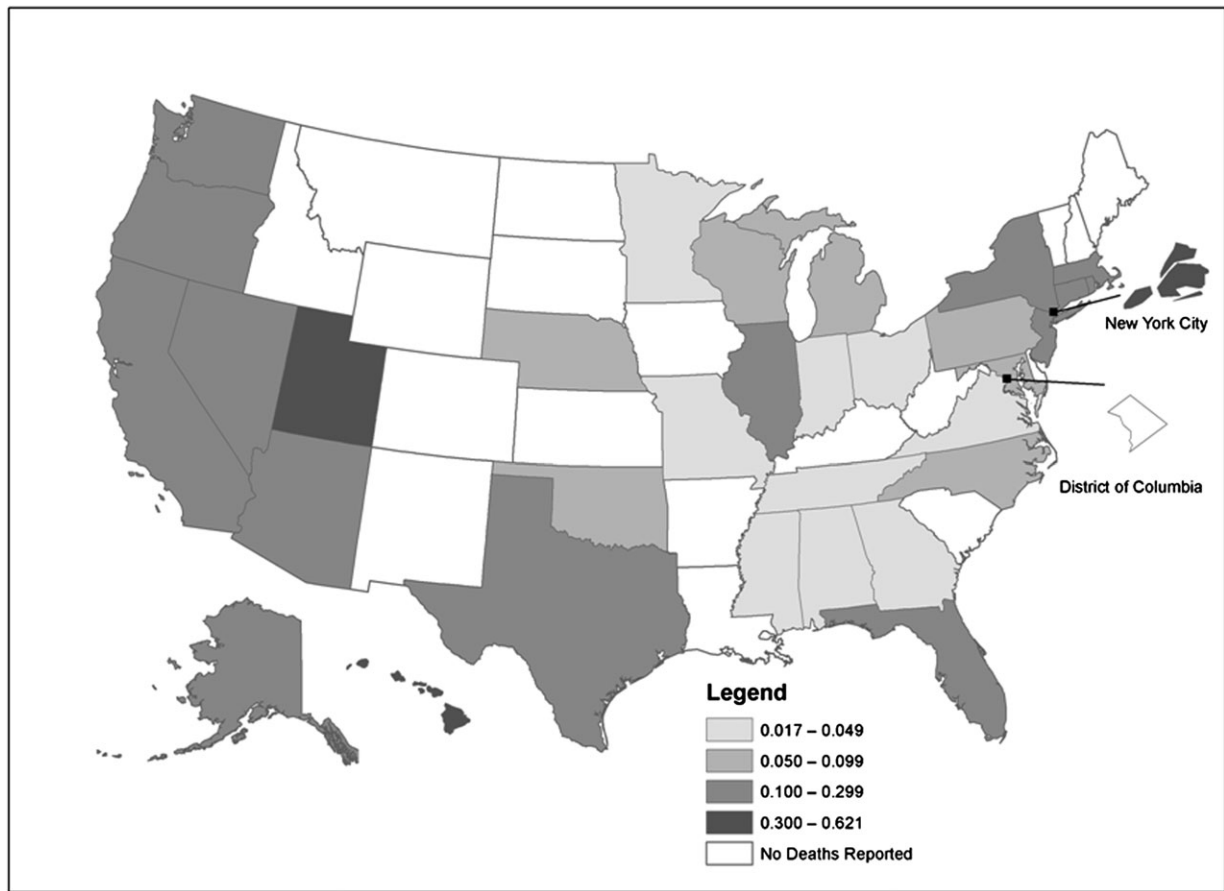 New York City
District of Columbia
Legend
0.017 – 0.049
0.050 – 0.099
0.100 – 0.299
0.300 – 0.621
No Deaths Reported